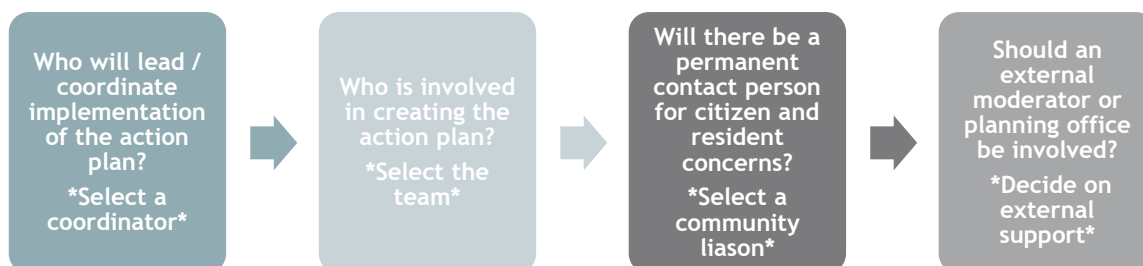 Who will lead /
coordinate
implementation
of the action
plan?
*Select a
coordinator*
Who is involved
in creating the
action plan?
*Select the
team*
Will there be a
permanent
contact person
for citizen and
resident
concerns?
*Select a
community
liason*
Should an
external
moderator or
planning office
be involved?
*Decide on
external
support*